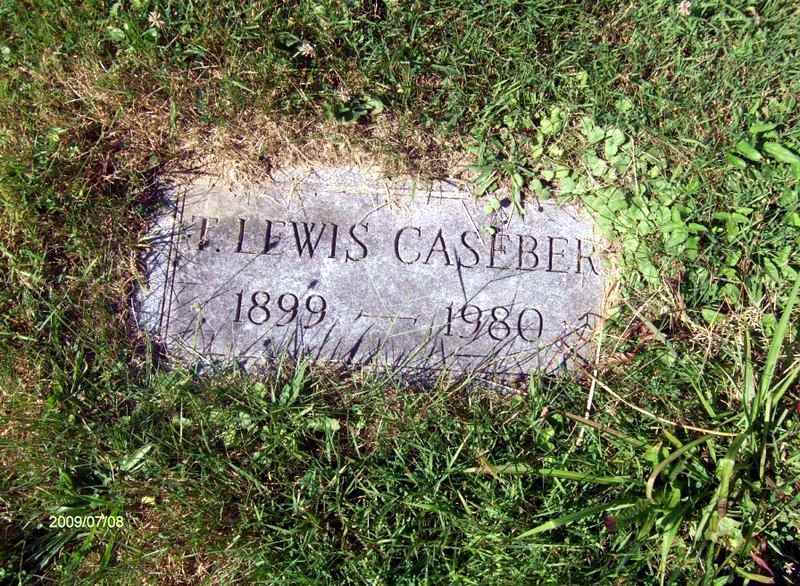 T. LEWIS CASEBER
1899 — 1980
2009/07/08